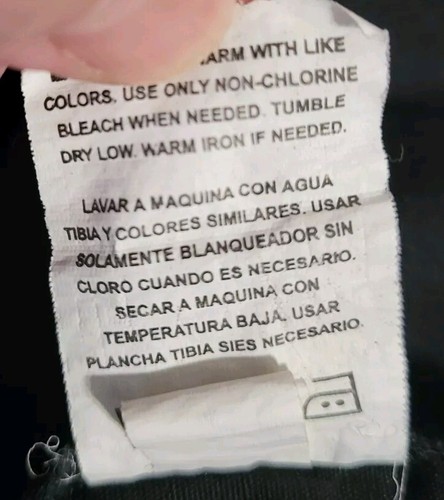 WITH LIKE
COLORS. USE ONLY NON-CHLORINE
BLEACH WHEN NEEDED. TUMBLE
DRY LOW. WARM IRON IF NEEDED.
LAVAR A MAQUINA CON AGUA
TIBIA Y COLORES SIMILARES. USAR
SOLAMENTE BLANQUEADOR SIN
CLORO CUANDO ES NECESARIO.
SECAR A MAQUINA CON
TEMPERATURA BAJA. USAR
PLANCHA TIBIA SIES NECESARIO.